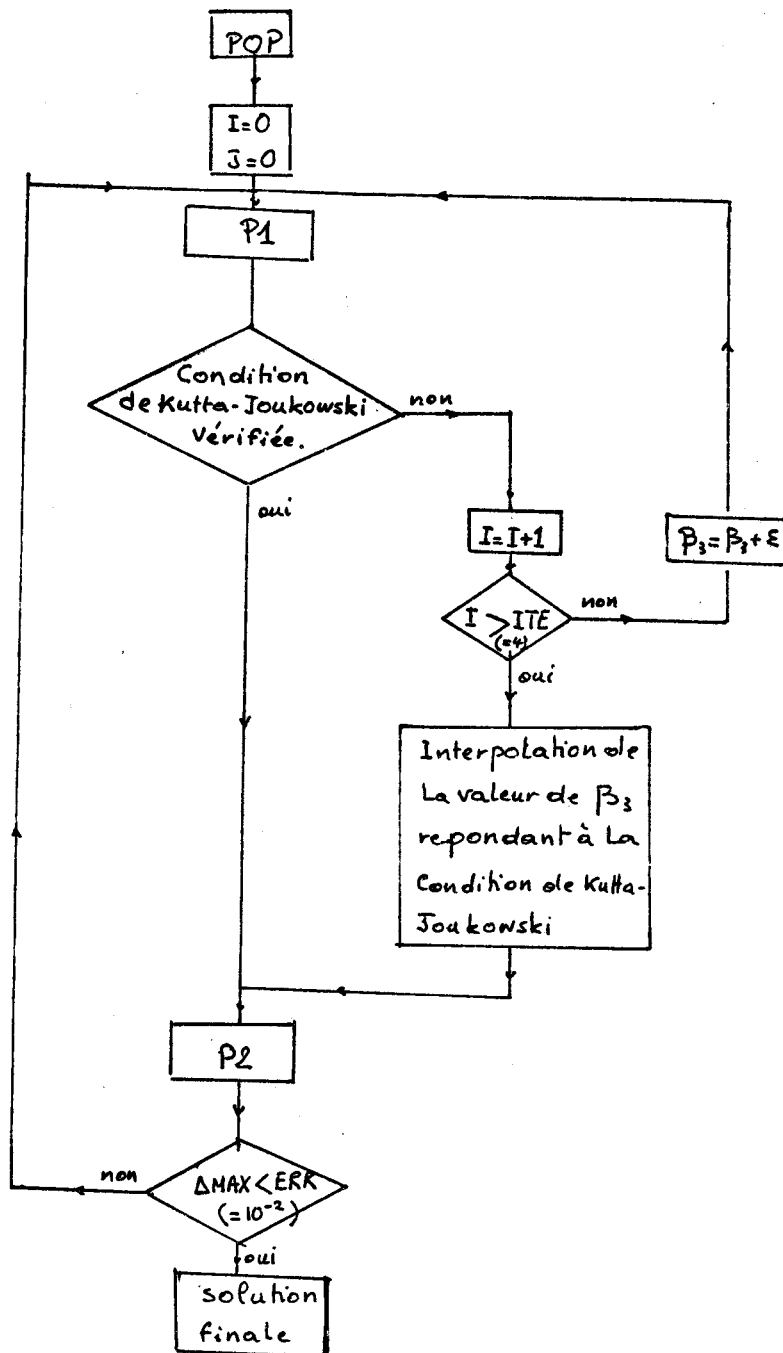 POP
I=0
J=0
P1
Condition
de Kutta-Joukowski
vérifiée.
non
oui
I=I+1
β₃=β₃+ε
I > ITE
(=4)
non
oui
Interpolation de
La valeur de β₃
repondant à La
Condition de Kutta-
Joukowski
P2
non
ΔMAX<ERR
(=10⁻²)
oui
solution
finale